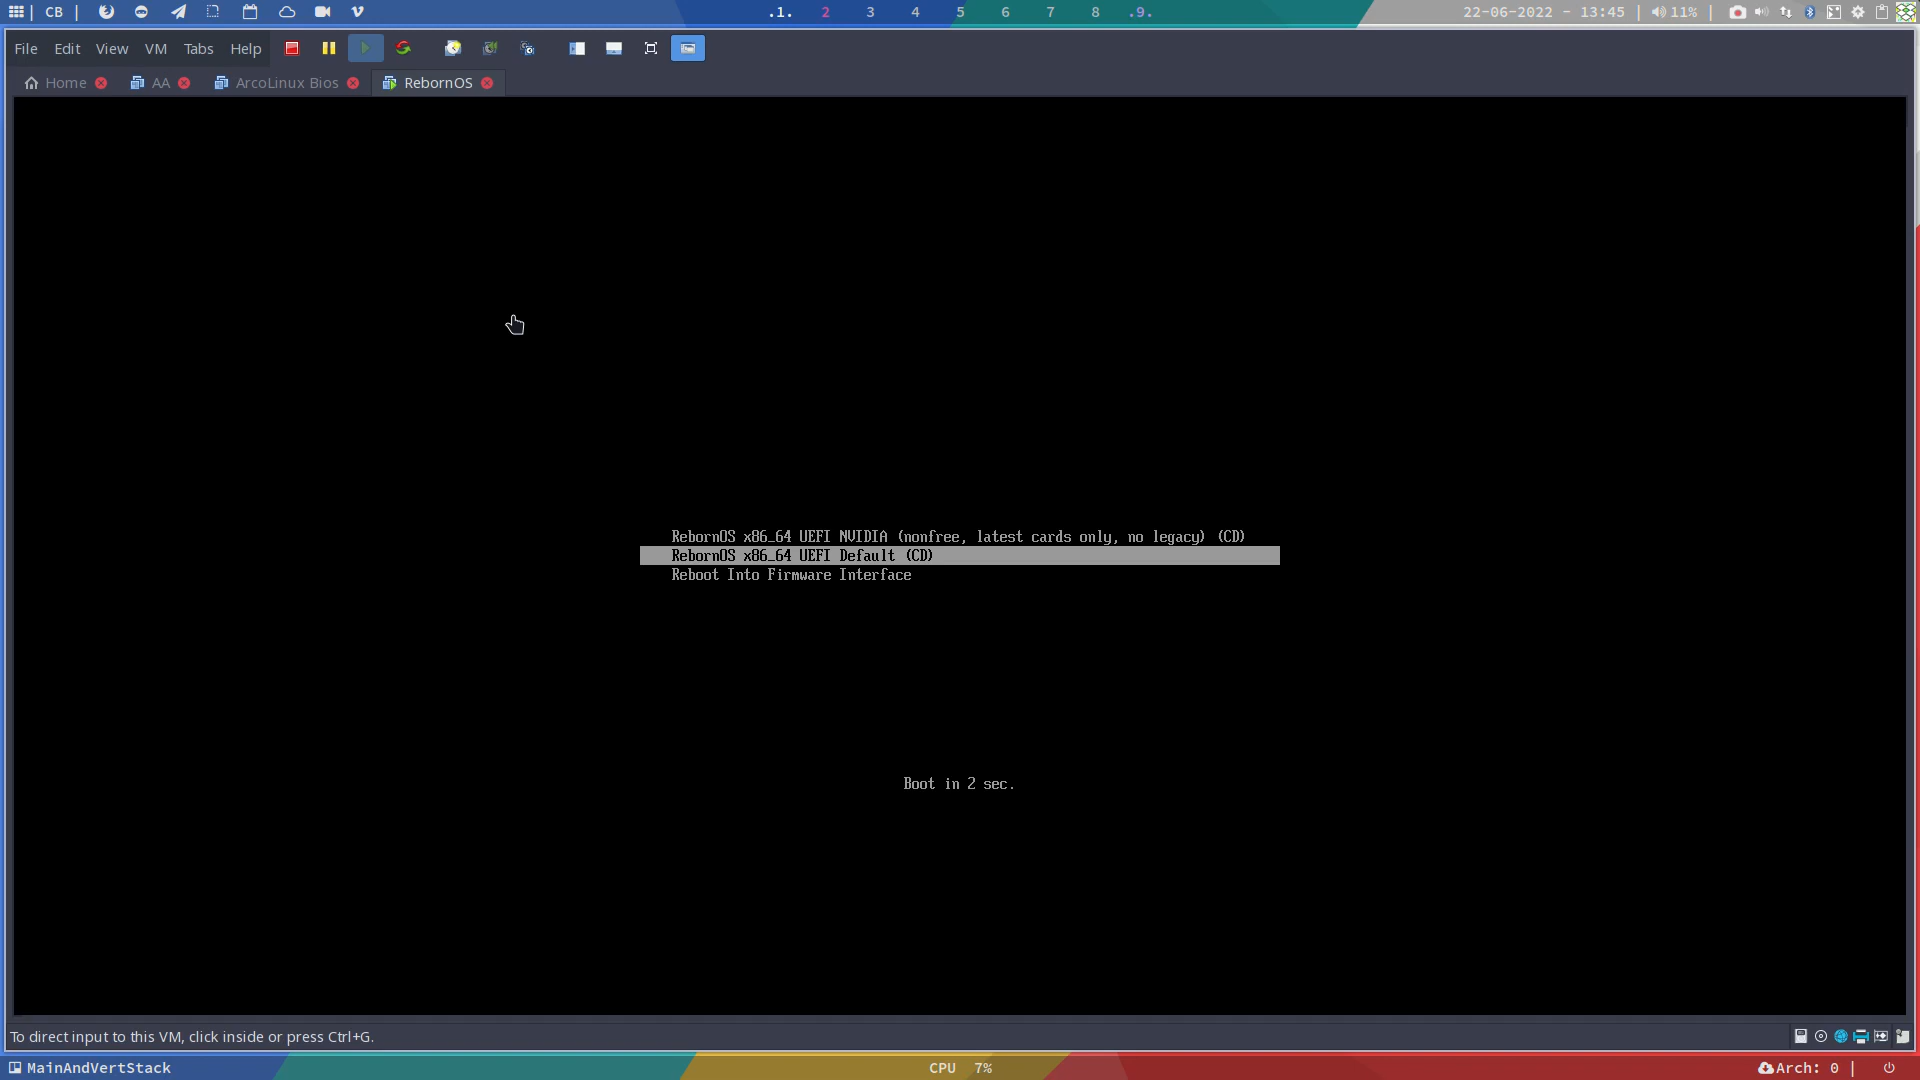 CB
.1. 2 3 4 5 6 7 8 .9.
22-06-2022 - 13:45 | 11% |
File Edit View VM Tabs Help
Home AA ArcoLinux Bios RebornOS
RebornOS x86_64 UEFI NVIDIA (nonfree, latest cards only, no legacy) (CD)
RebornOS x86_64 UEFI Default (CD)
Reboot Into Firmware Interface
Boot in 2 sec.
To direct input to this VM, click inside or press Ctrl+G.
MainAndVertStack
CPU 7%
Arch: 0 |